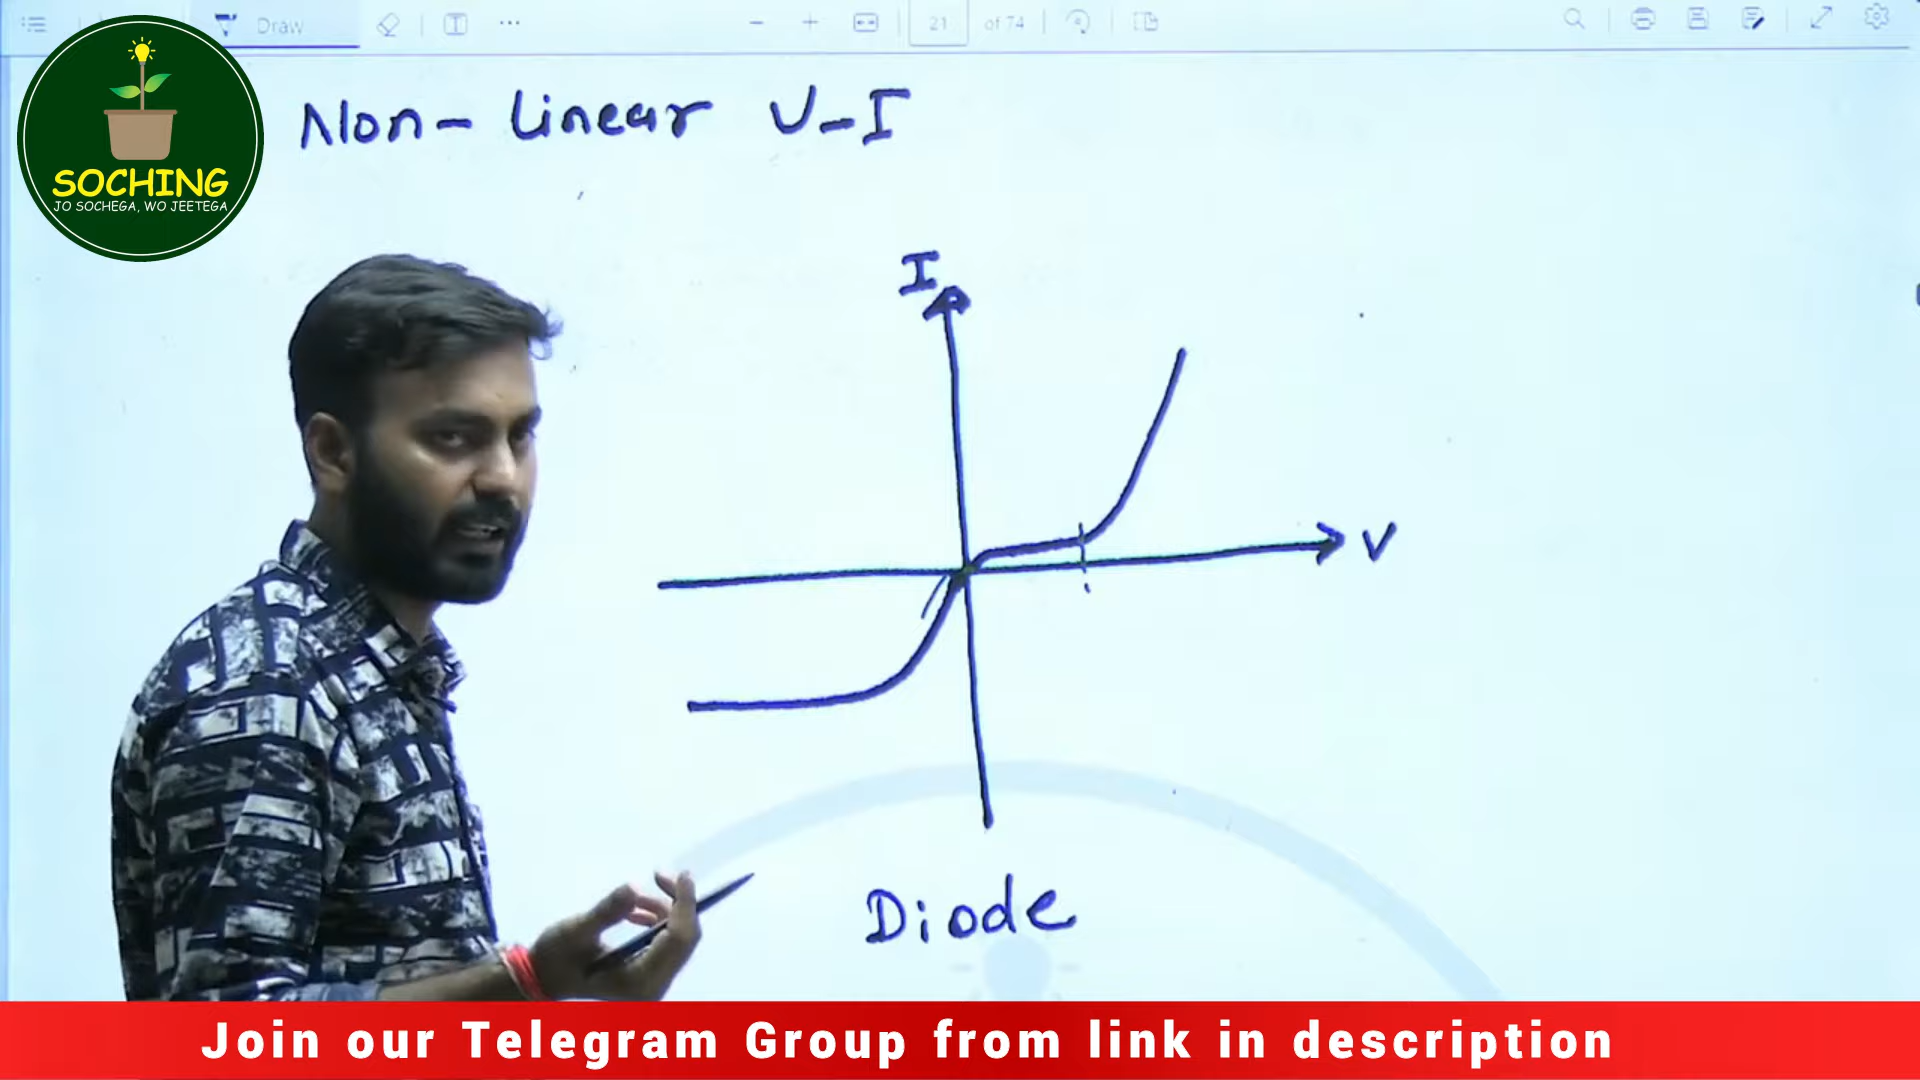 Draw
21 of 74
SOCHING
JO SOCHEGA, WO JEETEGA
Non-Linear V-I
I
V
Diode
Join our Telegram Group from link in description